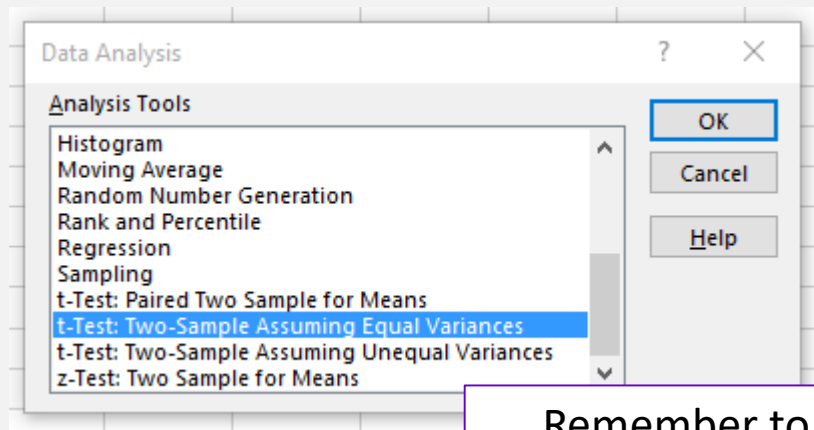 Data Analysis ?
Analysis Tools
Histogram
Moving Average
Random Number Generation
Rank and Percentile
Regression
Sampling
t-Test: Paired Two Sample for Means
t-Test: Two-Sample Assuming Equal Variances
t-Test: Two-Sample Assuming Unequal Variances
z-Test: Two Sample for Means
OK
Cancel
Help
Remember to